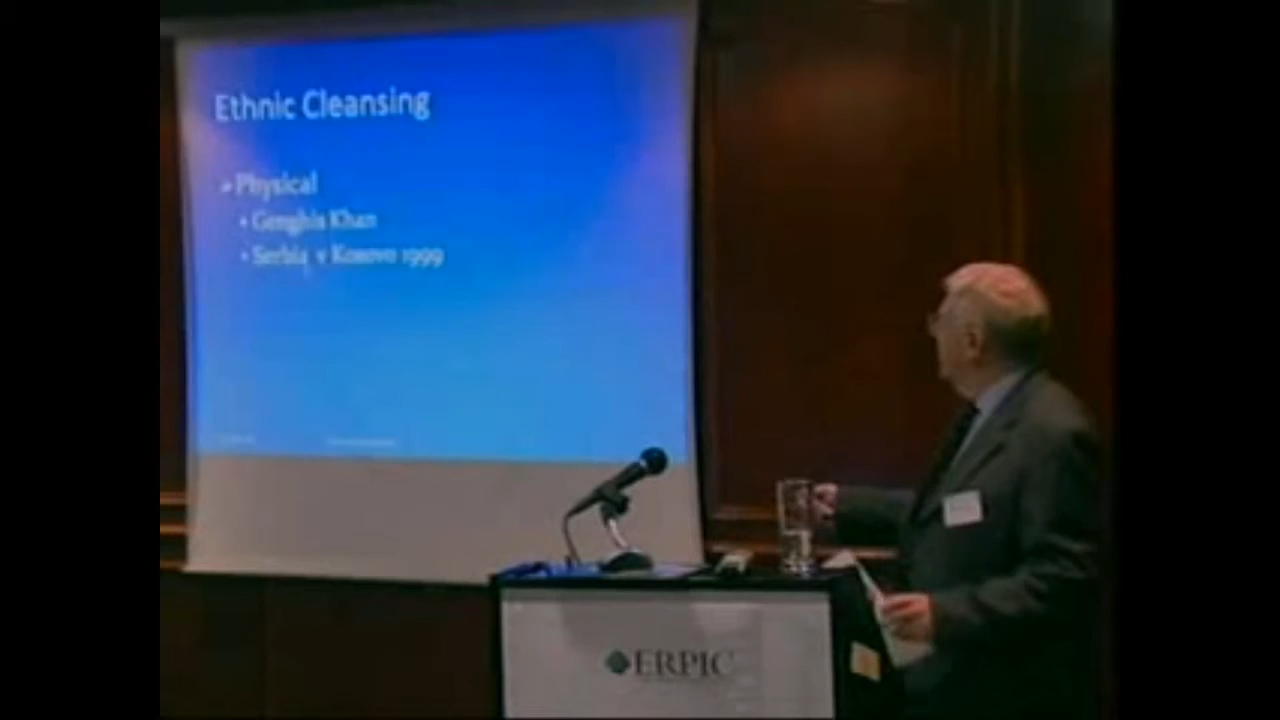 Ethnic Cleansing
➢Physical
• Genghis Khan
• Serbia v Kosovo 1999
ERPIC